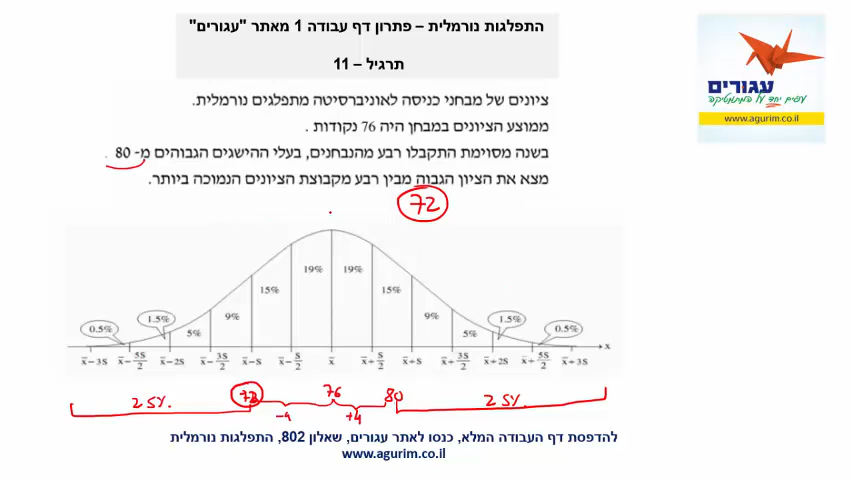 התפלגות נורמלית – פתרון דף עבודה 1 מאתר "עגורים"
תרגיל – 11
עגורים
עפים יחד על המתמטיקה
www.agurim.co.il
ציונים של מבחני כניסה לאוניברסיטה מתפלגים נורמלית.
ממוצע הציונים במבחן היה 76 נקודות .
בשנה מסוימת התקבלו רבע מהנבחנים, בעלי ההישגים הגבוהים מ- 80 .
מצא את הציון הגבוה מבין רבע מקבוצת הציונים הנמוכה ביותר.
72
19% 19%
15% 15%
9% 9%
5% 5%
1.5% 1.5%
0.5% 0.5%
x̄−3S x̄−5S/2 x̄−2S x̄−3S/2 x̄−S x̄−S/2 x̄ x̄+S/2 x̄+S x̄+3S/2 x̄+2S x̄+5S/2 x̄+3S x
25% 72 76 80 25%
-4 +4
להדפסת דף העבודה המלא, כנסו לאתר עגורים, שאלון 802, התפלגות נורמלית
www.agurim.co.il